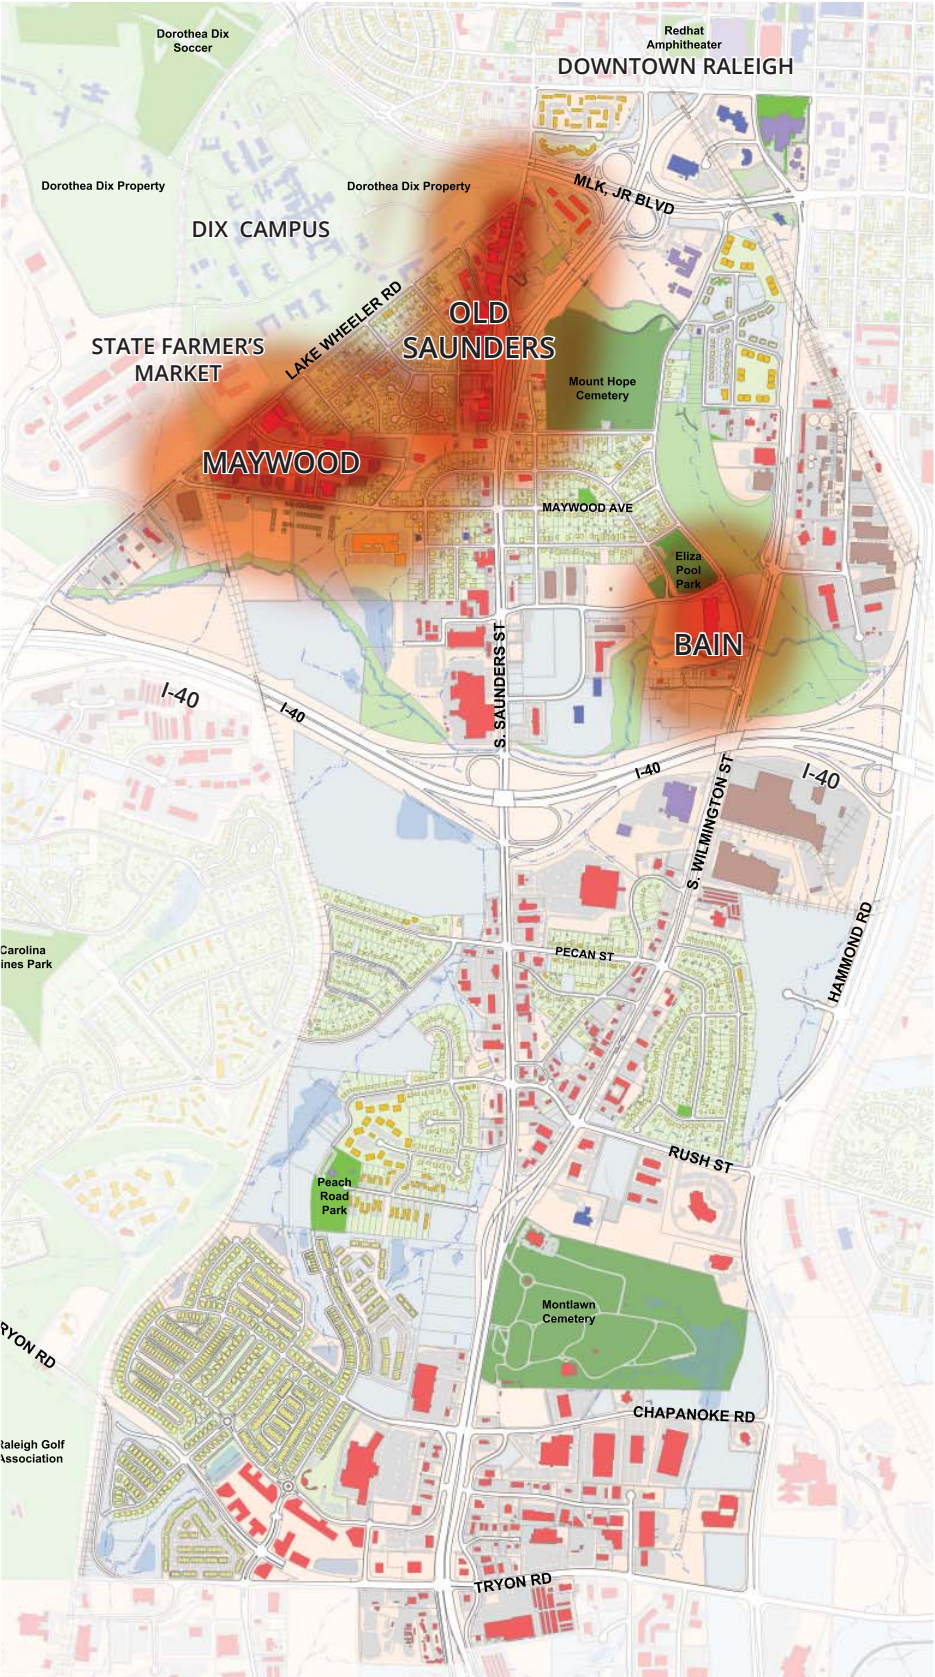 Dorothea Dix
Soccer
Redhat
Amphitheater
DOWNTOWN RALEIGH
Dorothea Dix Property
Dorothea Dix Property
MLK, JR BLVD
DIX CAMPUS
LAKE WHEELER RD
OLD
SAUNDERS
STATE FARMER'S
MARKET
Mount Hope
Cemetery
MAYWOOD
MAYWOOD AVE
Eliza
Pool
Park
BAIN
S. SAUNDERS ST
I-40
I-40
I-40
I-40
S. WILMINGTON ST
HAMMOND RD
Carolina
ines Park
PECAN ST
RUSH ST
Peach
Road
Park
Montlawn
Cemetery
RYON RD
CHAPANOKE RD
Raleigh Golf
Association
TRYON RD